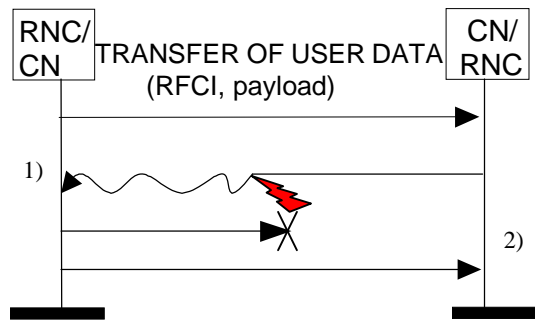 RNC/
CN
TRANSFER OF USER DATA
(RFCI, payload)
CN/
RNC
1)
2)